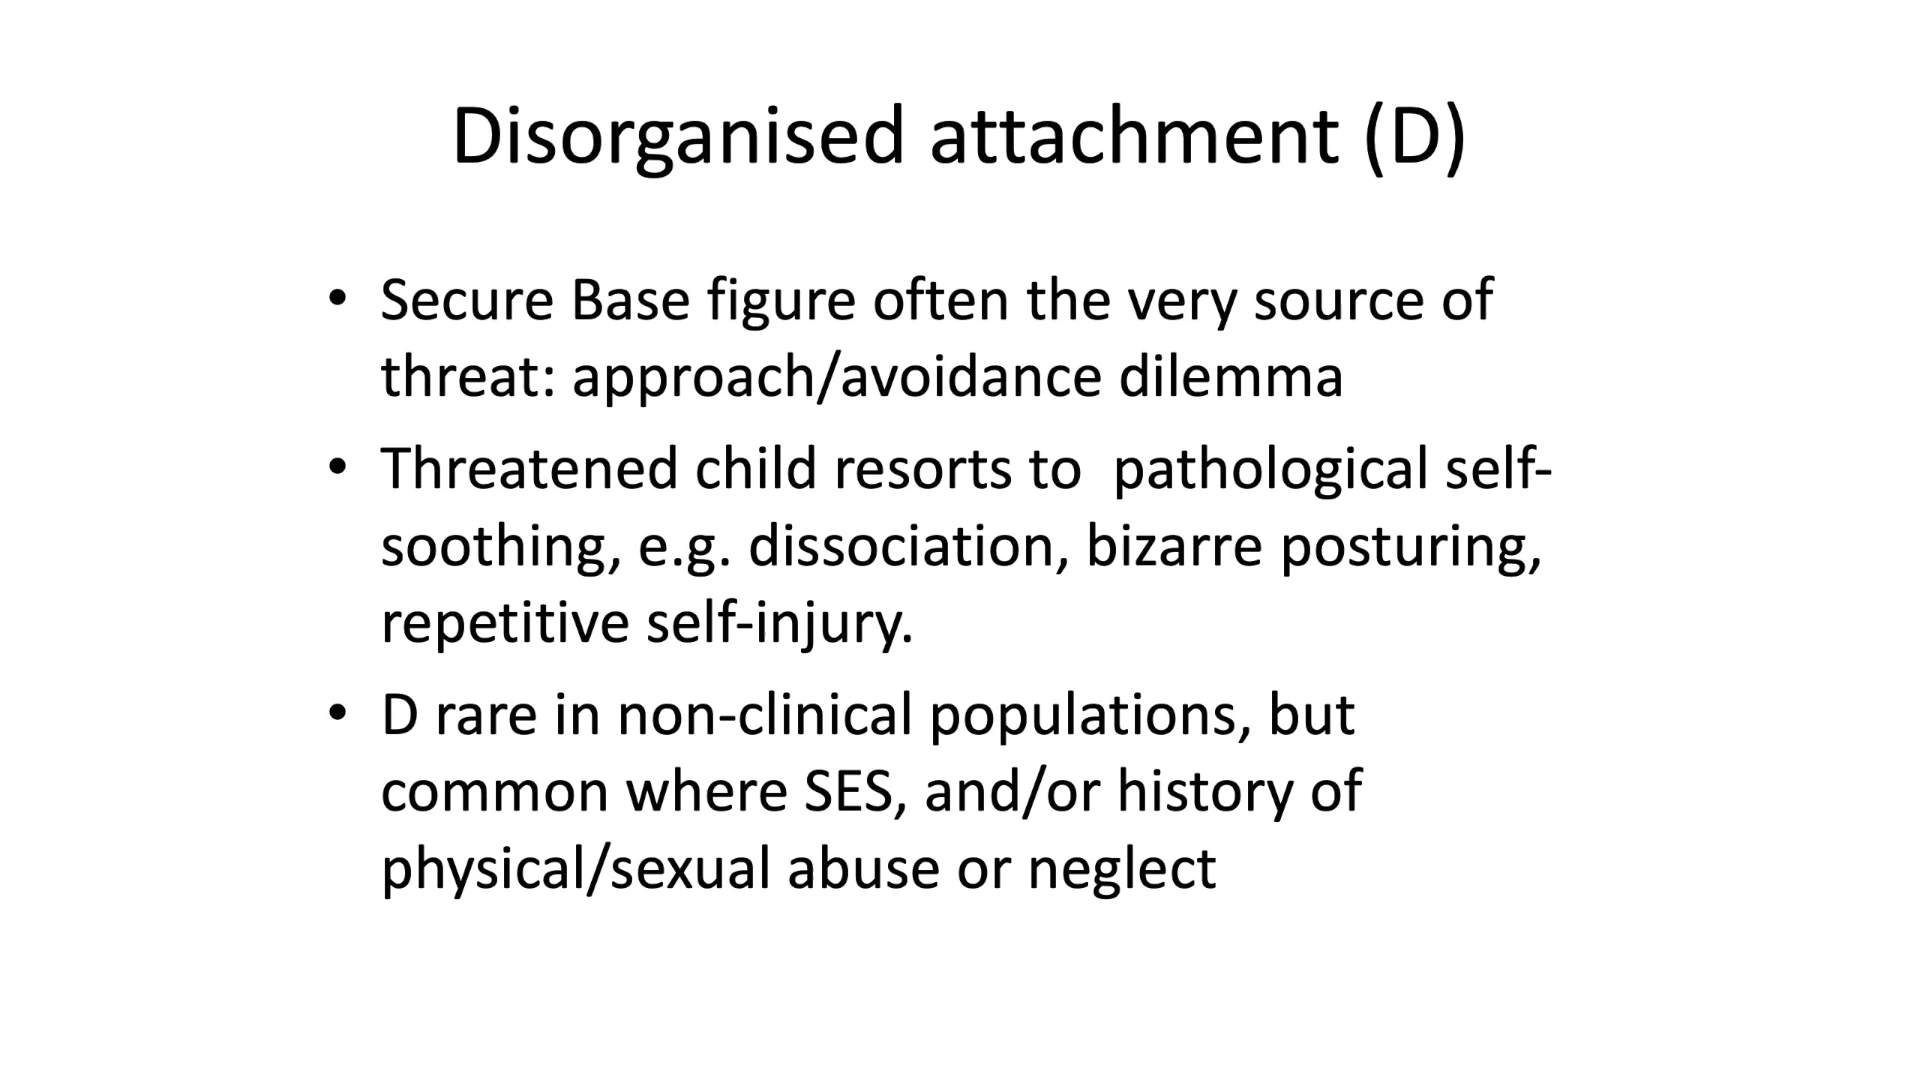 Disorganised attachment (D)
• Secure Base figure often the very source of
threat: approach/avoidance dilemma
• Threatened child resorts to  pathological self-
soothing, e.g. dissociation, bizarre posturing,
repetitive self-injury.
• D rare in non-clinical populations, but
common where SES, and/or history of
physical/sexual abuse or neglect